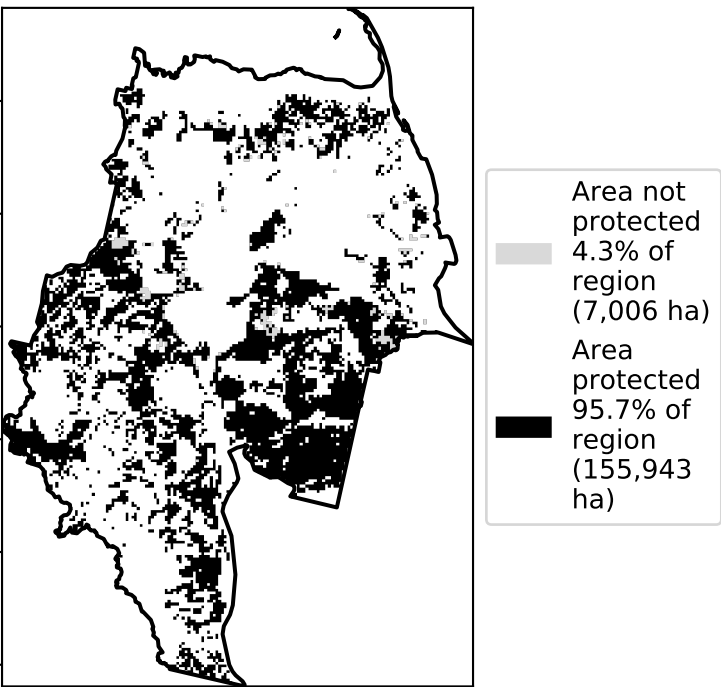 Area not
protected
4.3% of
region
(7,006 ha)
Area
protected
95.7% of
region
(155,943
ha)